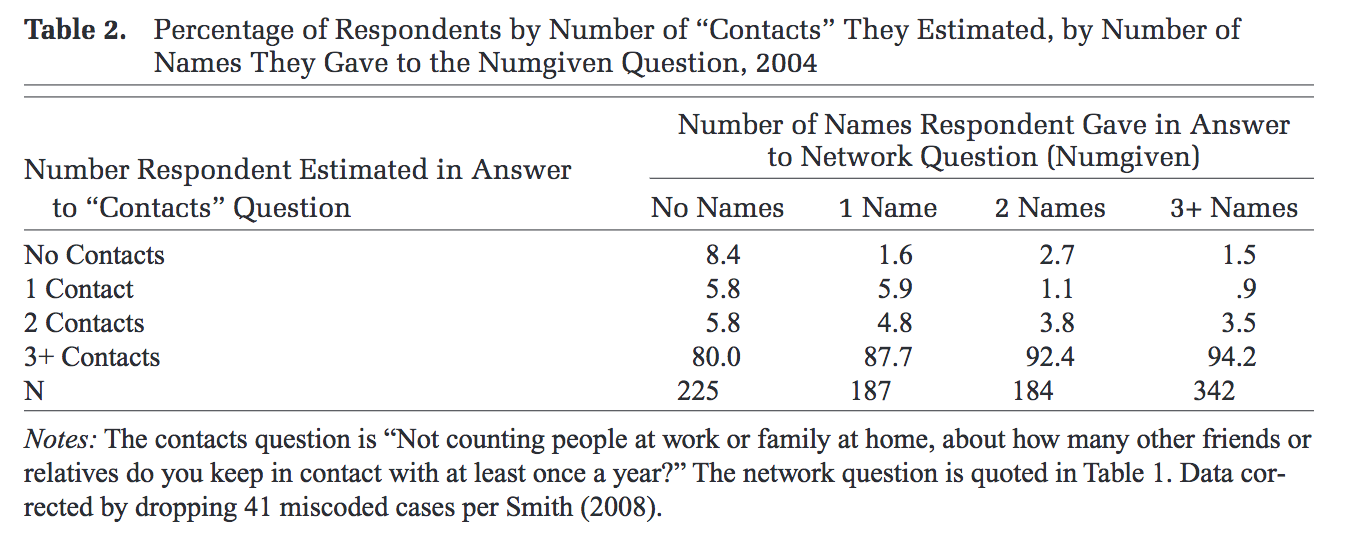 Table 2. Percentage of Respondents by Number of “Contacts” They Estimated, by Number of
Names They Gave to the Numgiven Question, 2004
Number of Names Respondent Gave in Answer
to Network Question (Numgiven)
Number Respondent Estimated in Answer
to “Contacts” Question No Names 1 Name 2 Names 3+ Names
No Contacts 8.4 1.6 2.7 1.5
1 Contact 5.8 5.9 1.1 .9
2 Contacts 5.8 4.8 3.8 3.5
3+ Contacts 80.0 87.7 92.4 94.2
N 225 187 184 342
Notes: The contacts question is “Not counting people at work or family at home, about how many other friends or
relatives do you keep in contact with at least once a year?” The network question is quoted in Table 1. Data cor-
rected by dropping 41 miscoded cases per Smith (2008).